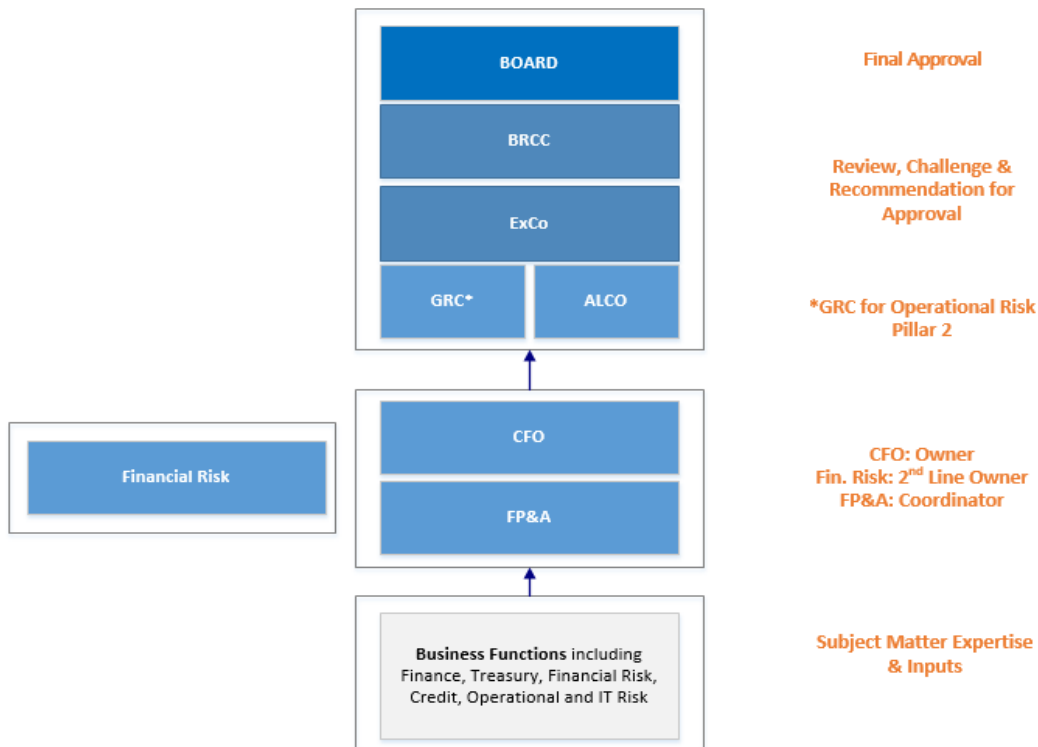 BOARD
Final Approval
BRCC
Review, Challenge &
Recommendation for
Approval
ExCo
GRC*
ALCO
*GRC for Operational Risk
Pillar 2
CFO
Financial Risk
FP&A
CFO: Owner
Fin. Risk: 2nd Line Owner
FP&A: Coordinator
Business Functions including
Finance, Treasury, Financial Risk,
Credit, Operational and IT Risk
Subject Matter Expertise
& Inputs